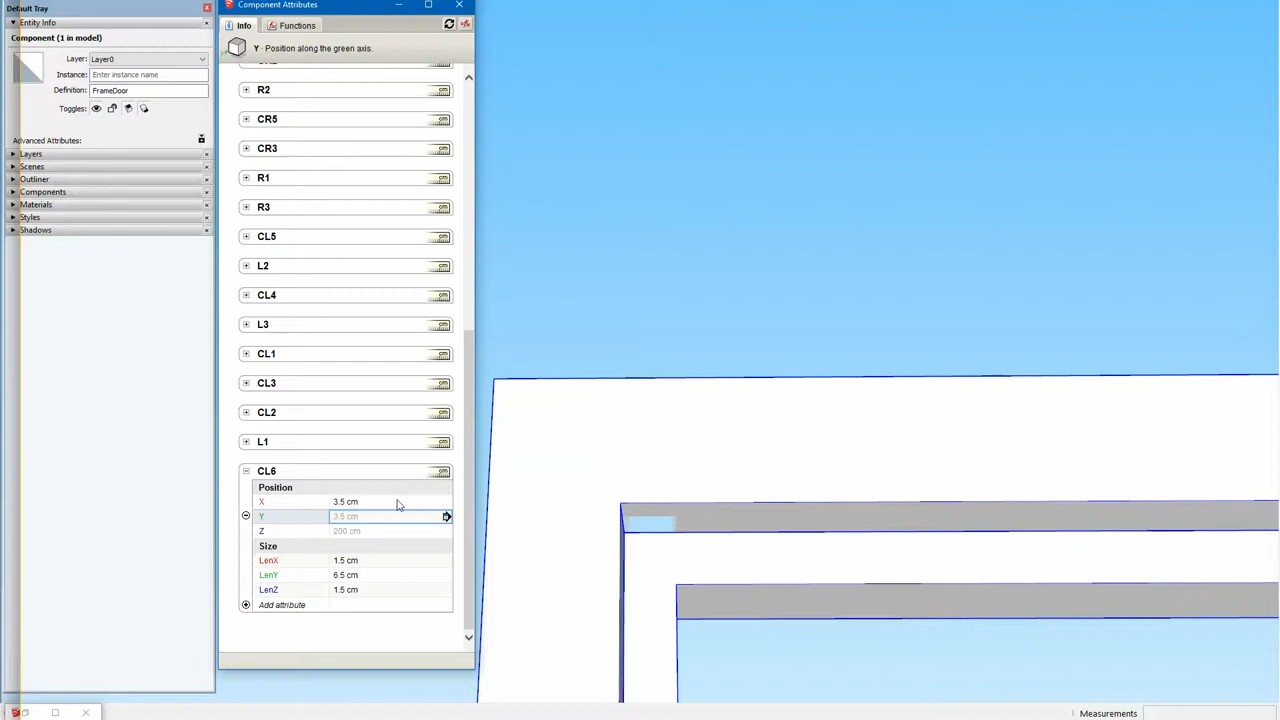 Default Tray
Component Attributes
Entity Info
Info
Functions
Component (1 in model)
Y - Position along the green axis.
Layer:
Layer0
Instance:
Enter instance name
Definition:
FrameDoor
Toggles:
Advanced Attributes:
Layers
Scenes
Outliner
Components
Materials
Styles
Shadows
R2
CR5
CR3
R1
R3
CL5
L2
CL4
L3
CL1
CL3
CL2
L1
CL6
Position
X 3.5 cm
Y 3.5 cm
Z 200 cm
Size
LenX 1.5 cm
LenY 6.5 cm
LenZ 1.5 cm
Add attribute
Measurements